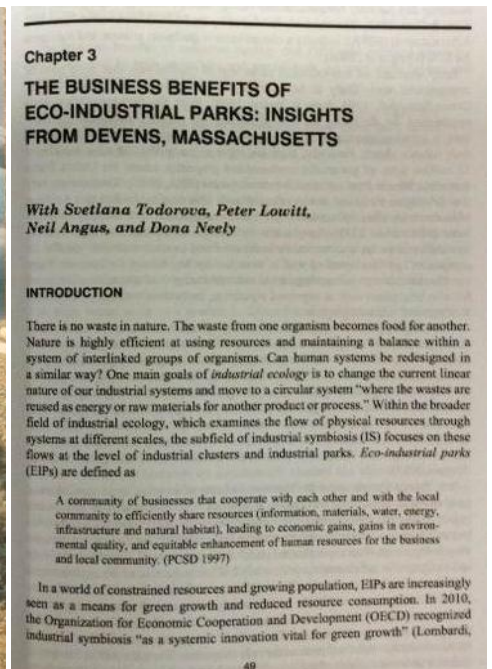 Chapter 3
THE BUSINESS BENEFITS OF
ECO-INDUSTRIAL PARKS: INSIGHTS
FROM DEVENS, MASSACHUSETTS
With Svetlana Todorova, Peter Lowitt,
Neil Angus, and Dona Neely
INTRODUCTION
There is no waste in nature. The waste from one organism becomes food for another.
Nature is highly efficient at using resources and maintaining a balance within a
system of interlinked groups of organisms. Can human systems be redesigned in
a similar way? One main goals of industrial ecology is to change the current linear
nature of our industrial systems and move to a circular system "where the wastes are
reused as energy or raw materials for another product or process." Within the broader
field of industrial ecology, which examines the flow of physical resources through
systems at different scales, the subfield of industrial symbiosis (IS) focuses on these
flows at the level of industrial clusters and industrial parks. Eco-industrial parks
(EIPs) are defined as
A community of businesses that cooperate with each other and with the local
community to efficiently share resources (information, materials, water, energy,
infrastructure and natural habitat), leading to economic gains, gains in environ-
mental quality, and equitable enhancement of human resources for the business
and local community. (PCSD 1997)
In a world of constrained resources and growing population, EIPs are increasingly
seen as a means for green growth and reduced resource consumption. In 2010,
the Organization for Economic Cooperation and Development (OECD) recognized
industrial symbiosis "as a systemic innovation vital for green growth" (Lombardi,
49